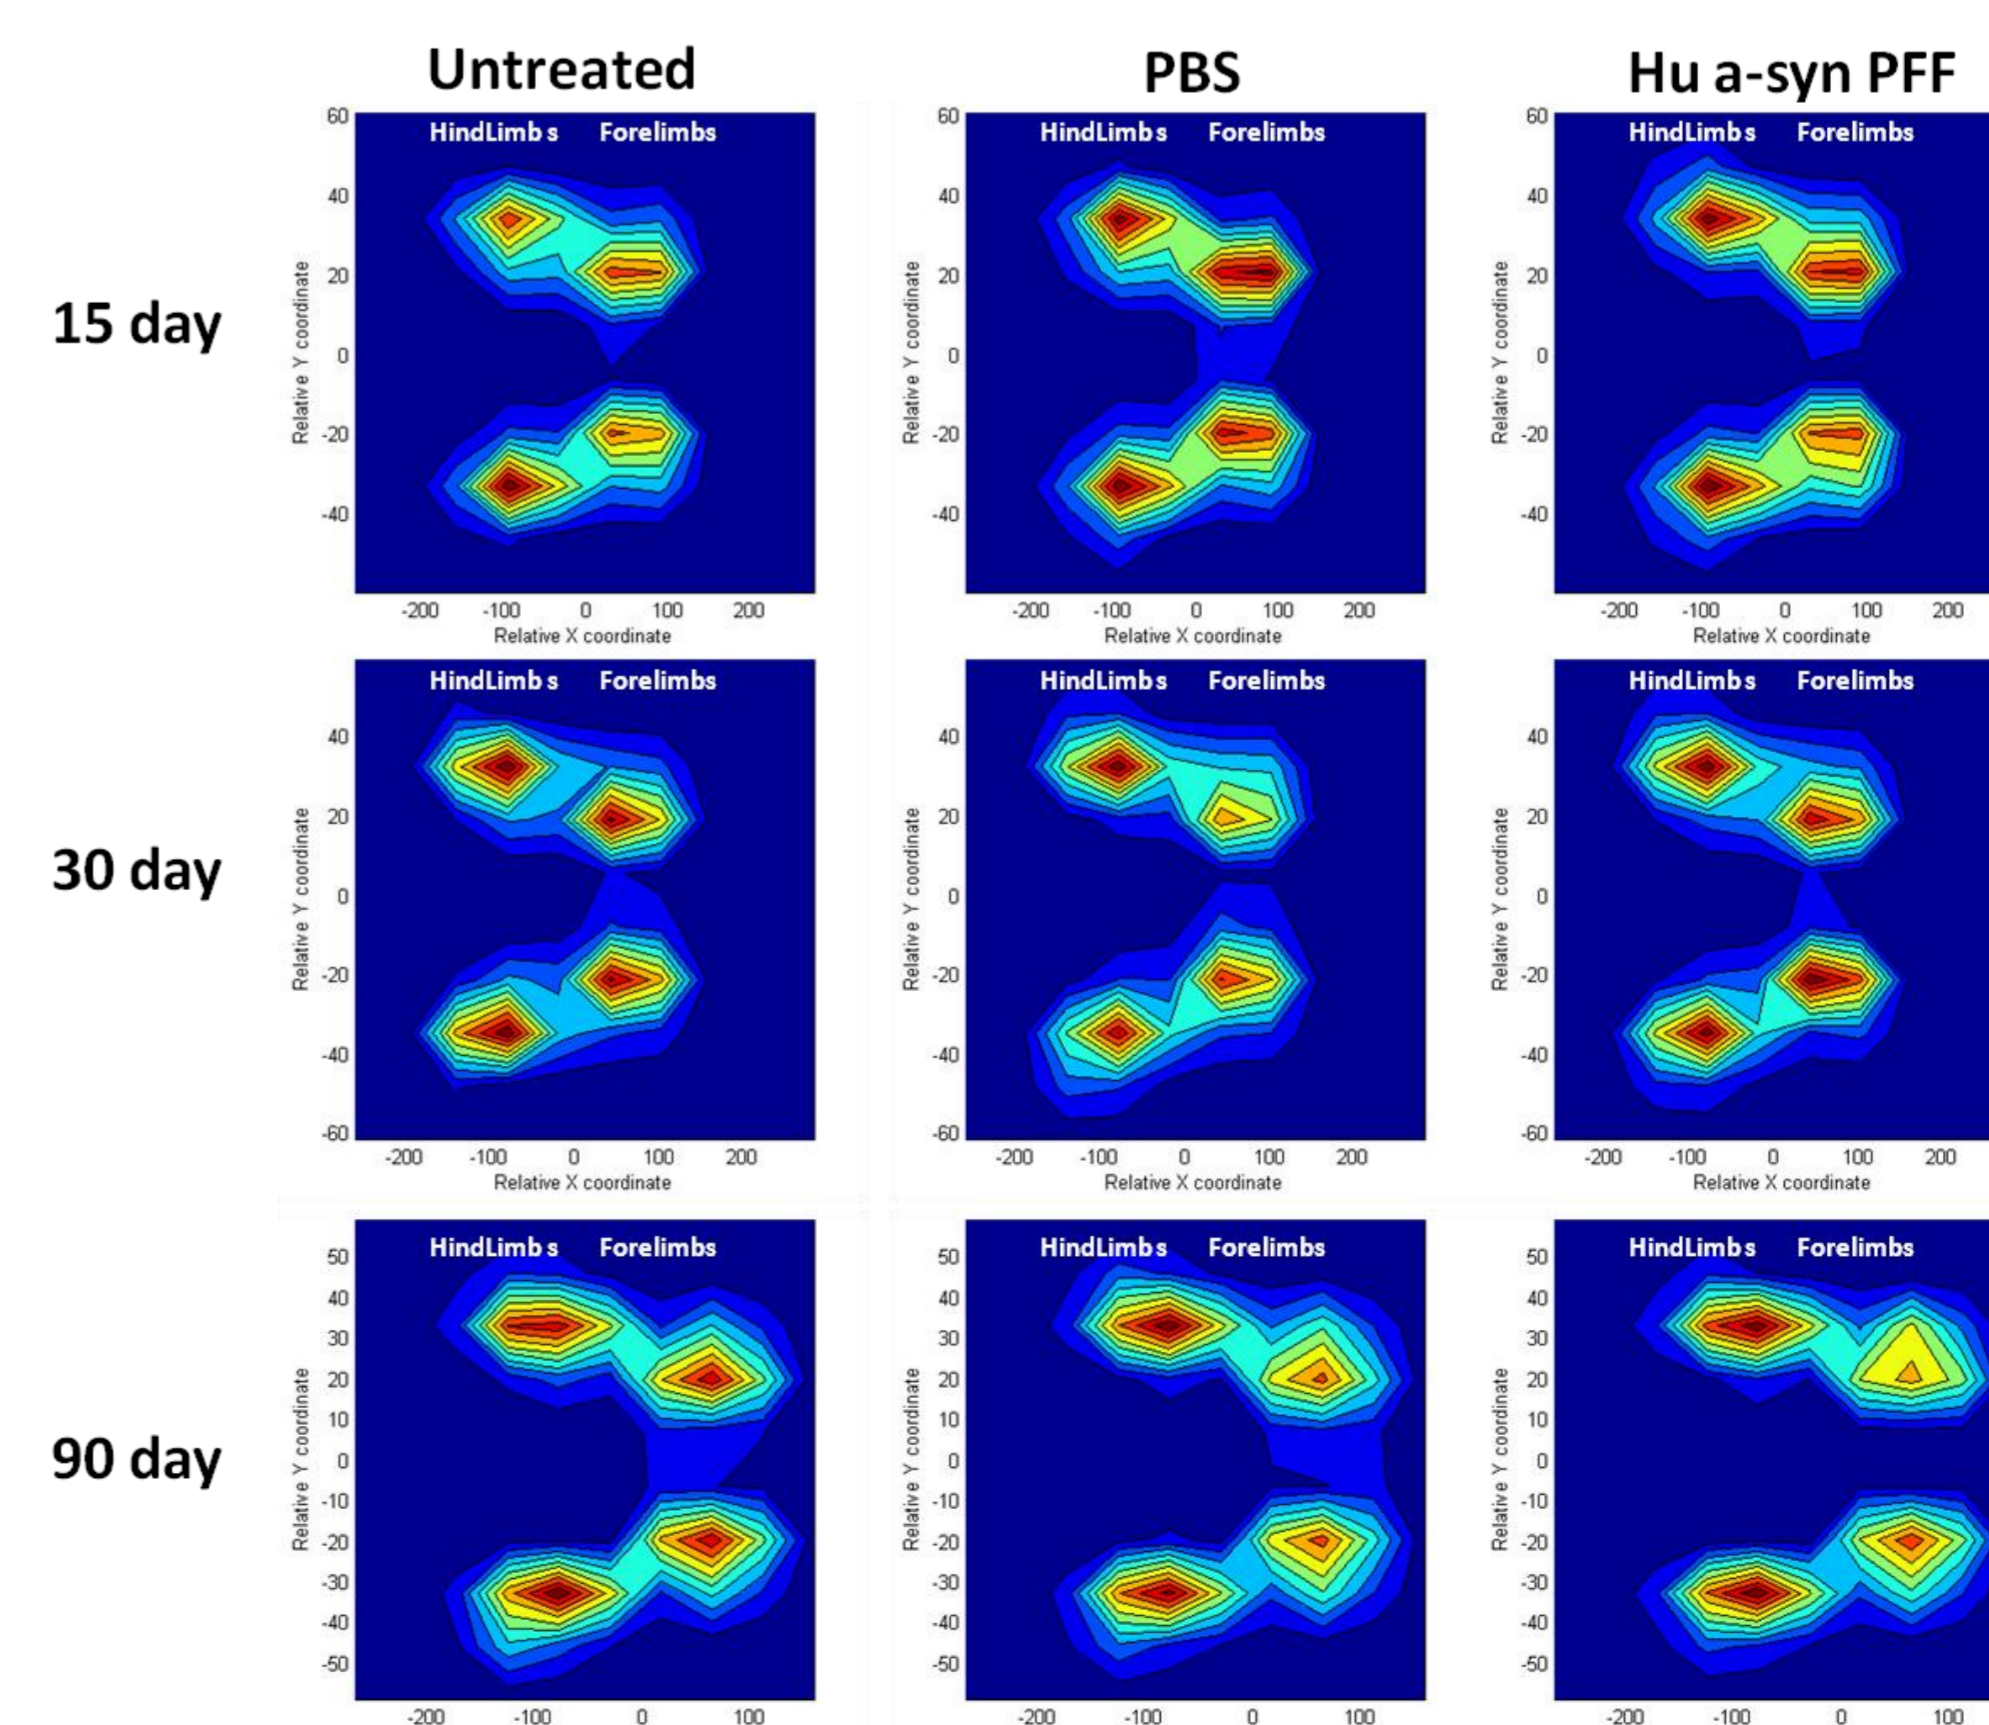 Untreated PBS Hu a-syn PFF
15 day
60 40 20 0 -20 -40
Relative Y coordinate
HindLimbs Forelimbs
-200 -100 0 100 200
Relative X coordinate
60 40 20 0 -20 -40
Relative Y coordinate
HindLimbs Forelimbs
-200 -100 0 100 200
Relative X coordinate
60 40 20 0 -20 -40
Relative Y coordinate
HindLimbs Forelimbs
-200 -100 0 100 200
Relative X coordinate
30 day
40 20 0 -20 -40 -60
Relative Y coordinate
HindLimbs Forelimbs
-200 -100 0 100 200
Relative X coordinate
40 20 0 -20 -40 -60
Relative Y coordinate
HindLimbs Forelimbs
-200 -100 0 100 200
Relative X coordinate
40 20 0 -20 -40 -60
Relative Y coordinate
HindLimbs Forelimbs
-200 -100 0 100 200
Relative X coordinate
90 day
50 40 30 20 10 0 -10 -20 -30 -40 -50
Relative Y coordinate
HindLimbs Forelimbs
-200 -100 0 100
50 40 30 20 10 0 -10 -20 -30 -40 -50
Relative Y coordinate
HindLimbs Forelimbs
-200 -100 0 100
50 40 30 20 10 0 -10 -20 -30 -40 -50
Relative Y coordinate
HindLimbs Forelimbs
-200 -100 0 100